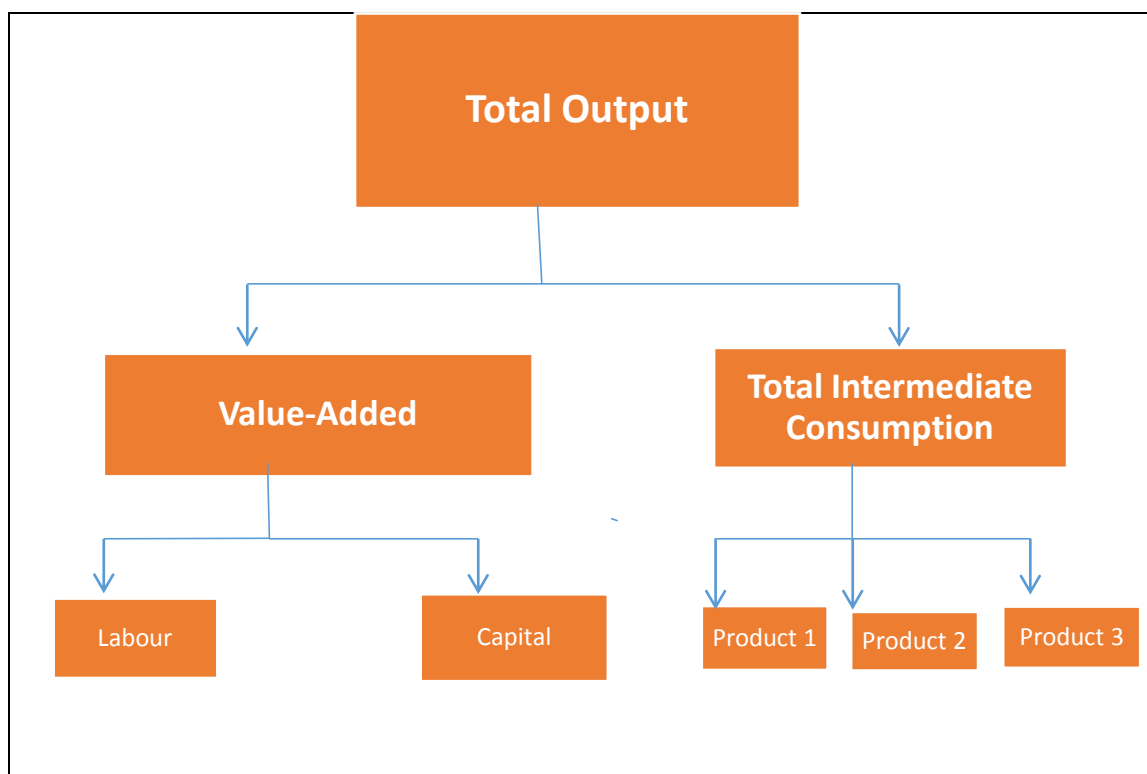 Total Output
Value-Added
Total Intermediate
Consumption
Labour
Capital
Product 1
Product 2
Product 3